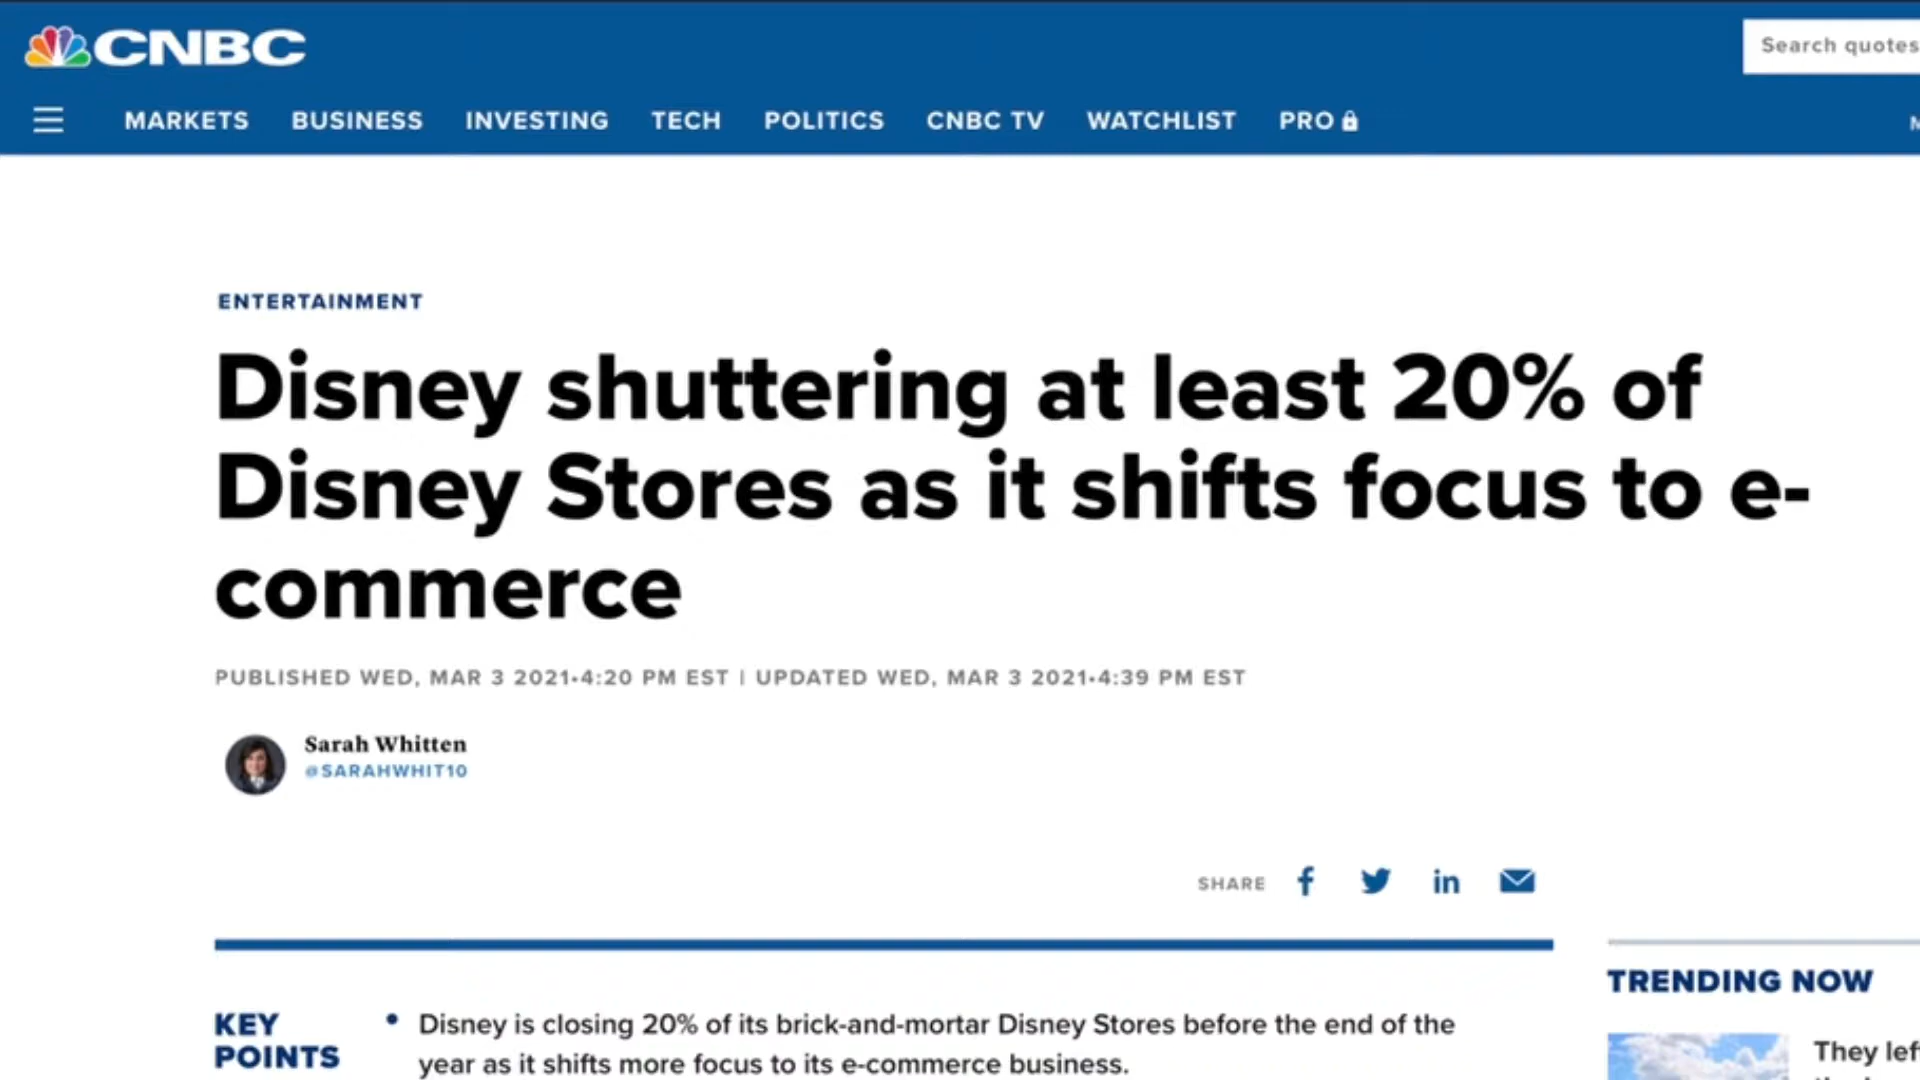 CNBC
Search quotes
MARKETS BUSINESS INVESTING TECH POLITICS CNBC TV WATCHLIST PRO
ENTERTAINMENT
Disney shuttering at least 20% of
Disney Stores as it shifts focus to e-
commerce
PUBLISHED WED, MAR 3 2021•4:20 PM EST | UPDATED WED, MAR 3 2021•4:39 PM EST
Sarah Whitten
@SARAHWHIT10
SHARE
TRENDING NOW
KEY
POINTS
• Disney is closing 20% of its brick-and-mortar Disney Stores before the end of the
year as it shifts more focus to its e-commerce business.
They